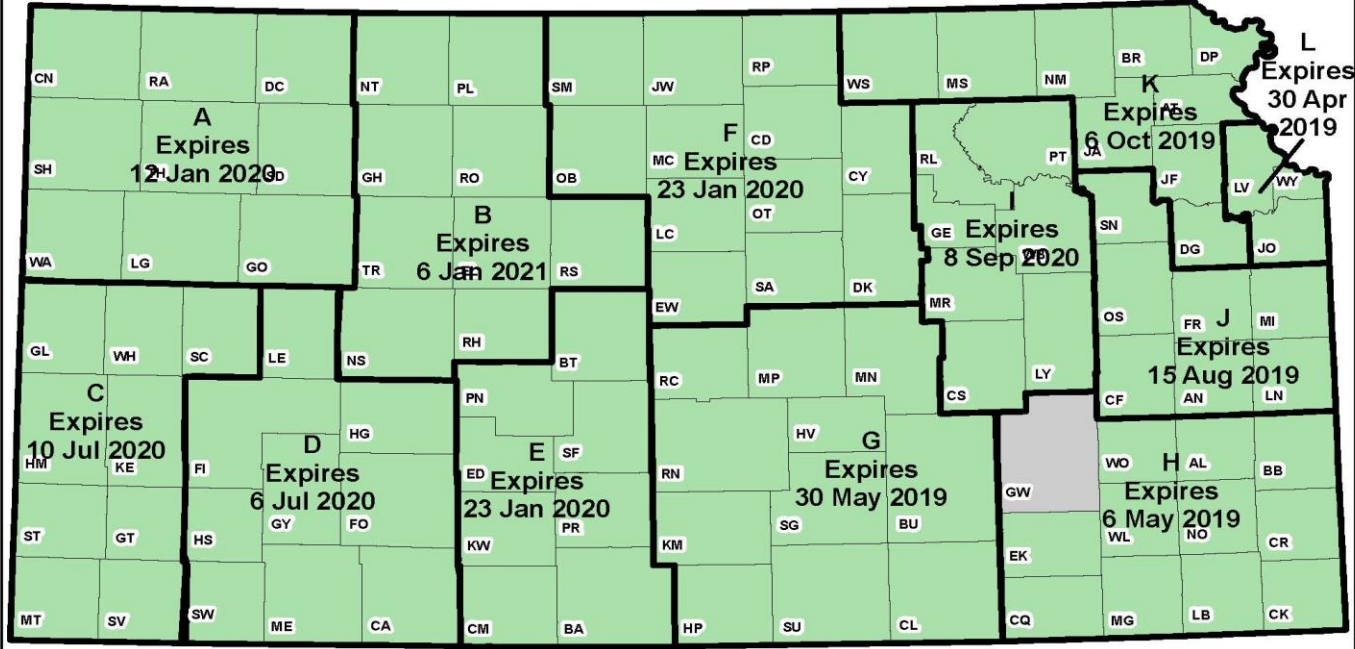 CN
RA
DC
A
Expires
12 Jan 2020
SH
TH
SD
WA
LG
GO
NT
PL
GH
RO
B
Expires
6 Jan 2021
TR
RS
NS
RH
GL
WH
SC
C
Expires
10 Jul 2020
HM
KE
ST
GT
MT
SV
LE
HG
D
Expires
6 Jul 2020
FI
GY
FO
HS
SW
ME
CA
BT
PN
SF
E
Expires
23 Jan 2020
ED
PR
KW
CM
BA
SM
JW
RP
F
Expires
23 Jan 2020
CD
MC
OB
CY
OT
LC
SA
DK
EW
RC
MP
MN
HV
G
Expires
30 May 2019
RN
SG
BU
KM
HP
SU
CL
GW
WO
H
AL
BB
Expires
6 May 2019
WL
NO
CR
EK
CQ
MG
LB
CK
RL
PT
I
Expires
8 Sep 2020
GE
WB
MR
LY
CS
SN
OS
FR
J
MI
Expires
15 Aug 2019
CF
AN
LN
WS
MS
NM
BR
DP
K
Expires
6 Oct 2019
AT
JA
JF
DG
JO
L
Expires
30 Apr
2019
LV
WY